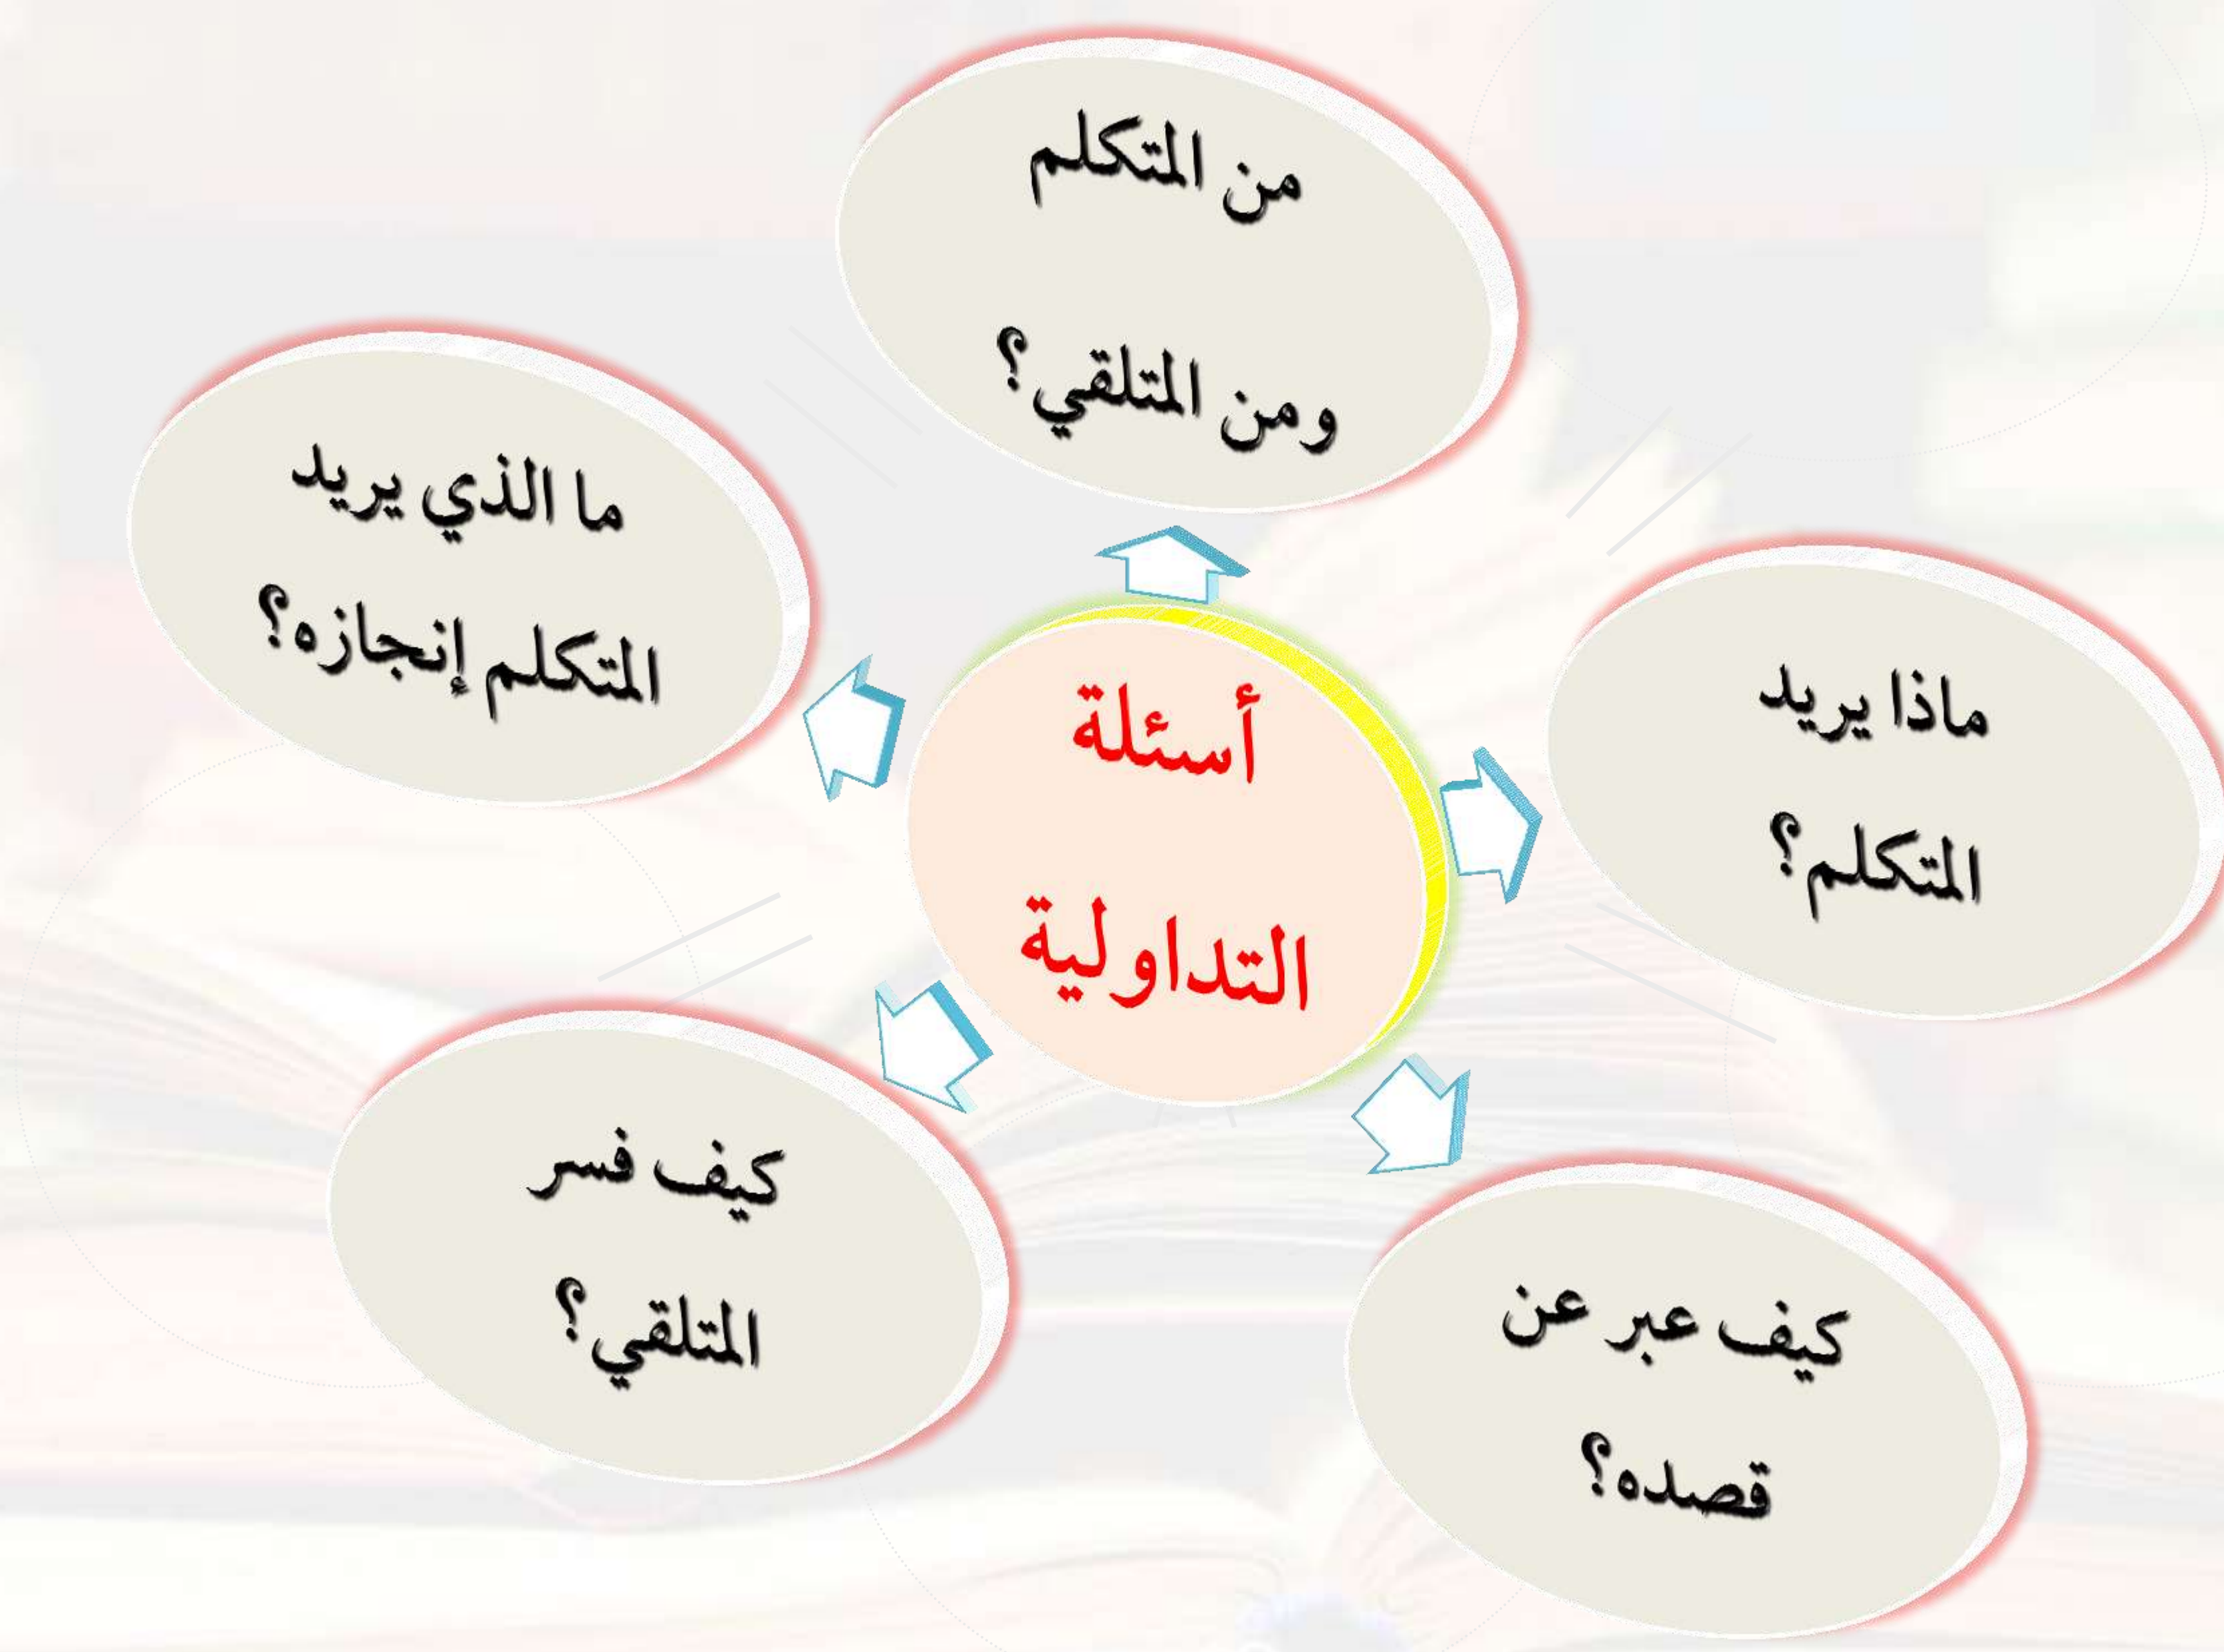 من المتكلم
ومن المتلقي؟
ما الذي يريد
المتكلم إنجازه؟
ماذا يريد
المتكلم؟
أسئلة
التداولية
كيف فسر
المتلقي؟
كيف عبر عن
قصده؟